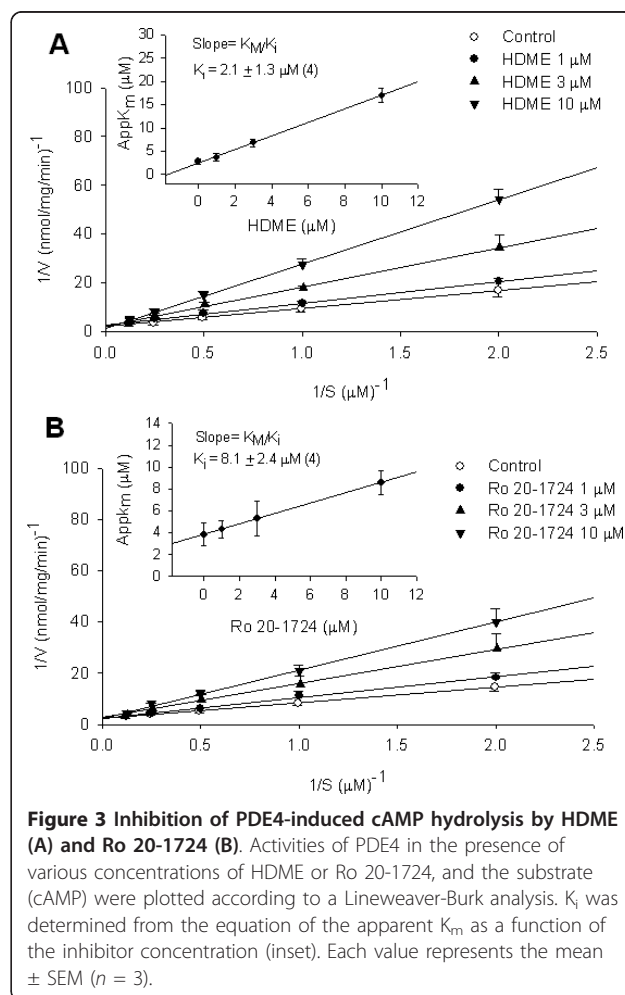 A
Slope= KM/Ki
Ki = 2.1 ± 1.3 µM (4)
AppKm (µM)
30
25
20
15
10
5
0
0 2 4 6 8 10 12
HDME (µM)
Control
HDME 1 µM
HDME 3 µM
HDME 10 µM
1/V (nmol/mg/min)-1
100
80
60
40
20
0
0.0 0.5 1.0 1.5 2.0 2.5
1/S (µM)-1
B
Slope= KM/Ki
Ki = 8.1 ± 2.4 µM (4)
Appkm (µM)
14
12
10
8
6
4
2
0
0 2 4 6 8 10 12
Ro 20-1724 (µM)
Control
Ro 20-1724 1 µM
Ro 20-1724 3 µM
Ro 20-1724 10 µM
1/V (nmol/mg/min)-1
100
80
60
40
20
0
0.0 0.5 1.0 1.5 2.0 2.5
1/S (µM)-1
Figure 3 Inhibition of PDE4-induced cAMP hydrolysis by HDME
(A) and Ro 20-1724 (B). Activities of PDE4 in the presence of
various concentrations of HDME or Ro 20-1724, and the substrate
(cAMP) were plotted according to a Lineweaver-Burk analysis. Ki was
determined from the equation of the apparent Km as a function of
the inhibitor concentration (inset). Each value represents the mean
± SEM (n = 3).